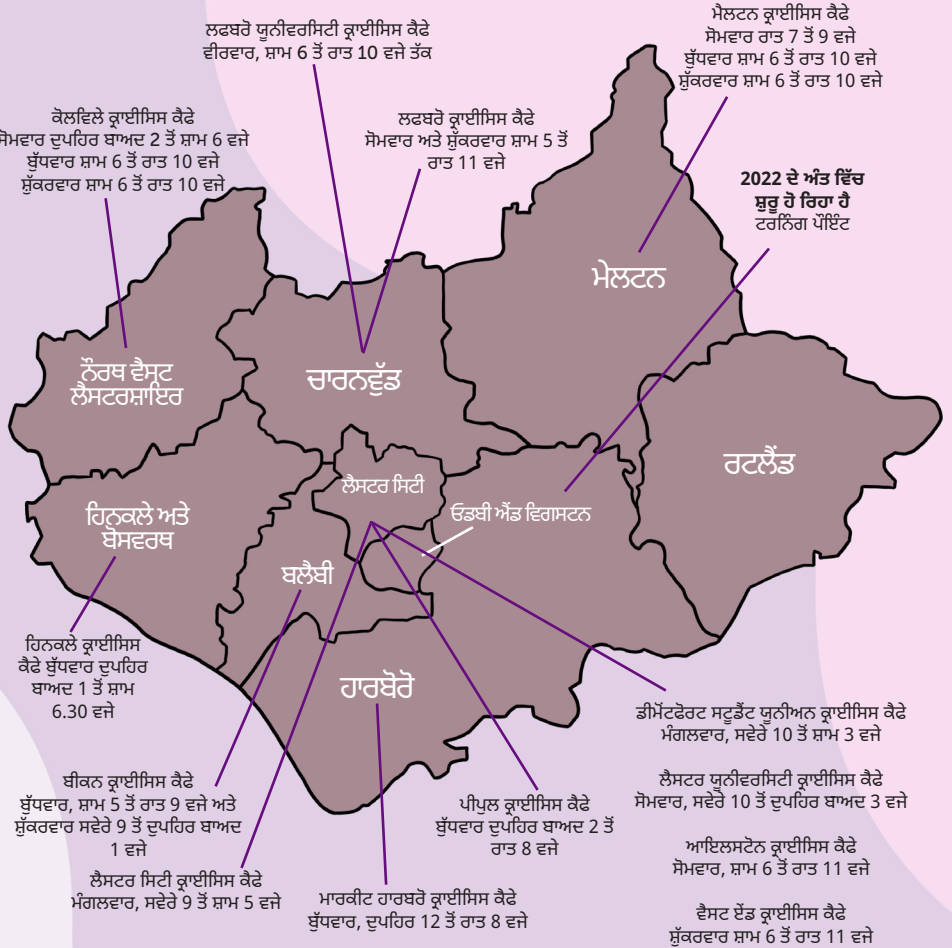 ਲਫਬਰੋ ਯੂਨੀਵਰਸਿਟੀ ਕ੍ਰਾਈਸਿਸ ਕੈਫੇ
ਵੀਰਵਾਰ, ਸ਼ਾਮ 6 ਤੋਂ ਰਾਤ 10 ਵਜੇ ਤੱਕ
ਮੈਲਟਨ ਕ੍ਰਾਈਸਿਸ ਕੈਫੇ
ਸੋਮਵਾਰ ਰਾਤ 7 ਤੋਂ 9 ਵਜੇ
ਬੁੱਧਵਾਰ ਸ਼ਾਮ 6 ਤੋਂ ਰਾਤ 10 ਵਜੇ
ਸ਼ੁੱਕਰਵਾਰ ਸ਼ਾਮ 6 ਤੋਂ ਰਾਤ 10 ਵਜੇ
ਕੋਲਵਿਲੇ ਕ੍ਰਾਈਸਿਸ ਕੈਫੇ
ਸੋਮਵਾਰ ਦੁਪਹਿਰ ਬਾਅਦ 2 ਤੋਂ ਸ਼ਾਮ 6 ਵਜੇ
ਬੁੱਧਵਾਰ ਸ਼ਾਮ 6 ਤੋਂ ਰਾਤ 10 ਵਜੇ
ਸ਼ੁੱਕਰਵਾਰ ਸ਼ਾਮ 6 ਤੋਂ ਰਾਤ 10 ਵਜੇ
ਲਫਬਰੋ ਕ੍ਰਾਈਸਿਸ ਕੈਫੇ
ਸੋਮਵਾਰ ਅਤੇ ਸ਼ੁੱਕਰਵਾਰ ਸ਼ਾਮ 5 ਤੋਂ
ਰਾਤ 11 ਵਜੇ
2022 ਦੇ ਅੰਤ ਵਿੱਚ
ਸ਼ੁਰੂ ਹੋ ਰਿਹਾ ਹੈ
ਟਰਨਿੰਗ ਪੌਇੰਟ
ਮੇਲਟਨ
ਨੌਰਥ ਵੈਸਟ
ਲੈਸਟਰਸ਼ਾਇਰ
ਚਾਰਨਵੁੱਡ
ਰਟਲੈਂਡ
ਲੈਸਟਰ ਸਿਟੀ
ਓਡਬੀ ਐਂਡ ਵਿਗਸਟਨ
ਹਿਨਕਲੇ ਅਤੇ
ਬੋਸਵਰਥ
ਬਲੈਬੀ
ਹਾਰਬੋਰੋ
ਹਿਨਕਲੇ ਕ੍ਰਾਈਸਿਸ
ਕੈਫੇ ਬੁੱਧਵਾਰ ਦੁਪਹਿਰ
ਬਾਅਦ 1 ਤੋਂ ਸ਼ਾਮ
6.30 ਵਜੇ
ਬੀਕਨ ਕ੍ਰਾਈਸਿਸ ਕੈਫੇ
ਬੁੱਧਵਾਰ, ਸ਼ਾਮ 5 ਤੋਂ ਰਾਤ 9 ਵਜੇ ਅਤੇ
ਸ਼ੁੱਕਰਵਾਰ ਸਵੇਰੇ 9 ਤੋਂ ਦੁਪਹਿਰ ਬਾਅਦ
1 ਵਜੇ
ਲੈਸਟਰ ਸਿਟੀ ਕ੍ਰਾਈਸਿਸ ਕੈਫੇ
ਮੰਗਲਵਾਰ, ਸਵੇਰੇ 9 ਤੋਂ ਸ਼ਾਮ 5 ਵਜੇ
ਮਾਰਕੀਟ ਹਾਰਬਰੋ ਕ੍ਰਾਈਸਿਸ ਕੈਫੇ
ਬੁੱਧਵਾਰ, ਦੁਪਹਿਰ 12 ਤੋਂ ਰਾਤ 8 ਵਜੇ
ਪੀਪੁਲ ਕ੍ਰਾਈਸਿਸ ਕੈਫੇ
ਬੁੱਧਵਾਰ ਦੁਪਹਿਰ ਬਾਅਦ 2 ਤੋਂ
ਰਾਤ 8 ਵਜੇ
ਡੀਮੋਂਟਫੋਰਟ ਸਟੂਡੈਂਟ ਯੂਨੀਅਨ ਕ੍ਰਾਈਸਿਸ ਕੈਫੇ
ਮੰਗਲਵਾਰ, ਸਵੇਰੇ 10 ਤੋਂ ਸ਼ਾਮ 3 ਵਜੇ
ਲੈਸਟਰ ਯੂਨੀਵਰਸਿਟੀ ਕ੍ਰਾਈਸਿਸ ਕੈਫੇ
ਸੋਮਵਾਰ, ਸਵੇਰੇ 10 ਤੋਂ ਦੁਪਹਿਰ ਬਾਅਦ 3 ਵਜੇ
ਆਇਲਸਟੋਨ ਕ੍ਰਾਈਸਿਸ ਕੈਫੇ
ਸੋਮਵਾਰ, ਸ਼ਾਮ 6 ਤੋਂ ਰਾਤ 11 ਵਜੇ
ਵੈਸਟ ਏਂਡ ਕ੍ਰਾਈਸਿਸ ਕੈਫੇ
ਸ਼ੁੱਕਰਵਾਰ ਸ਼ਾਮ 6 ਤੋਂ ਰਾਤ 11 ਵਜੇ